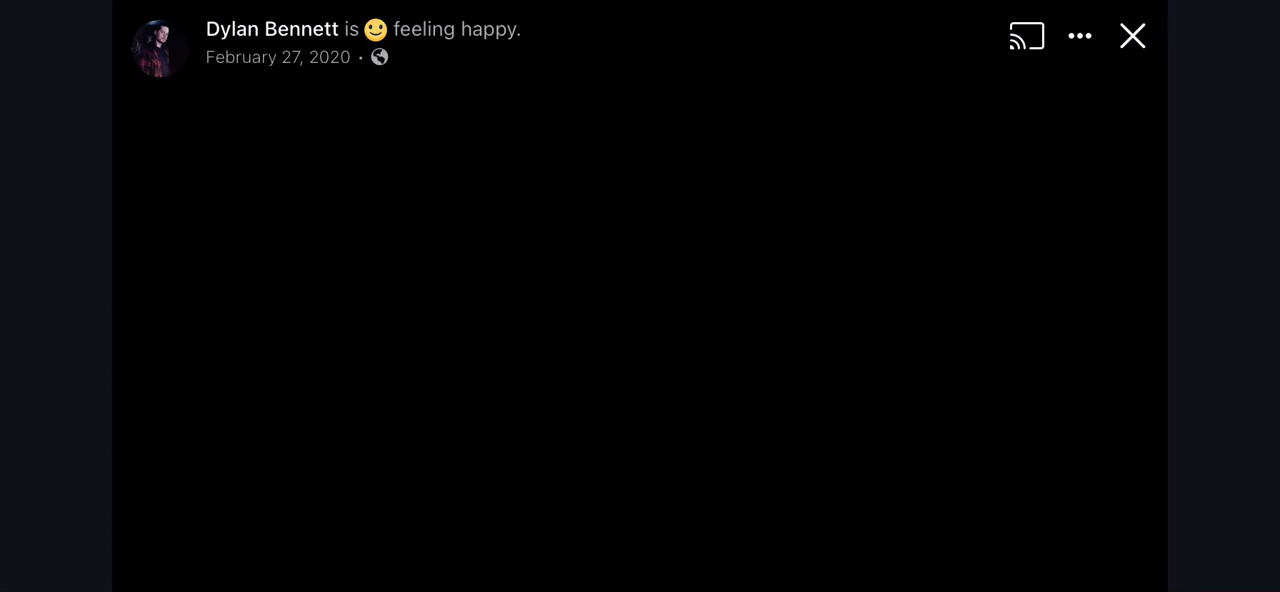 Dylan Bennett is 🙂 feeling happy.
February 27, 2020 ·